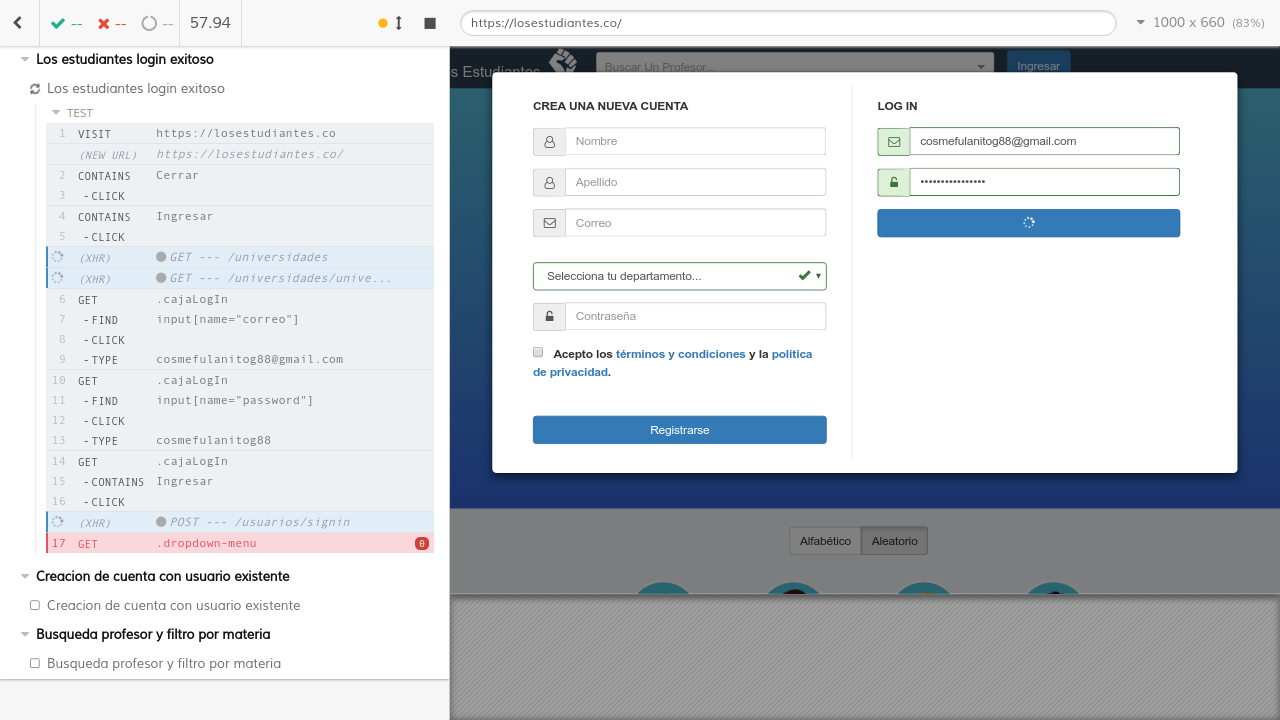 -- -- -- 57.94
https://losestudiantes.co/
1000 x 660 (83%)
Los estudiantes login exitoso
Los estudiantes login exitoso
TEST
1 VISIT https://losestudiantes.co
(NEW URL) https://losestudiantes.co/
2 CONTAINS Cerrar
3 - CLICK
4 CONTAINS Ingresar
5 - CLICK
(XHR) GET --- /universidades
(XHR) GET --- /universidades/unive...
6 GET .cajaLogIn
7 - FIND input[name="correo"]
8 - CLICK
9 - TYPE cosmefulanitog88@gmail.com
10 GET .cajaLogIn
11 - FIND input[name="password"]
12 - CLICK
13 - TYPE cosmefulanitog88
14 GET .cajaLogIn
15 - CONTAINS Ingresar
16 - CLICK
(XHR) POST --- /usuarios/signin
17 GET .dropdown-menu 0
Creacion de cuenta con usuario existente
Creacion de cuenta con usuario existente
Busqueda profesor y filtro por materia
Busqueda profesor y filtro por materia
s Estudiantes
Buscar Un Profesor...
Ingresar
CREA UNA NUEVA CUENTA
Nombre
Apellido
Correo
Selecciona tu departamento...
Contraseña
Acepto los términos y condiciones y la política
de privacidad.
Registrarse
LOG IN
cosmefulanitog88@gmail.com
••••••••••••••••
Alfabético Aleatorio